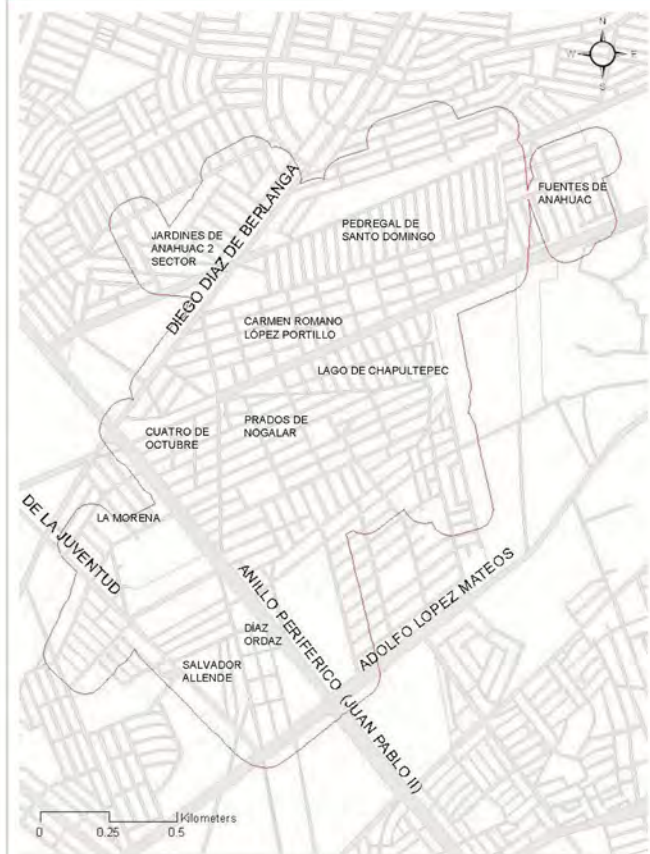 N
W
E
S
FUENTES DE
ANAHUAC
JARDINES DE
ANAHUAC 2
SECTOR
DIEGO DIAZ DE BERLANGA
PEDREGAL DE
SANTO DOMINGO
CARMEN ROMANO
LÓPEZ PORTILLO
LAGO DE CHAPULTEPEC
CUATRO DE
OCTUBRE
PRADOS DE
NOGALAR
DE LA JUVENTUD
LA MORENA
ANILLO PERIFERICO (JUAN PABLO II)
ADOLFO LOPEZ MATEOS
DÍAZ
ORDAZ
SALVADOR
ALLENDE
Kilometers
0 0.25 0.5